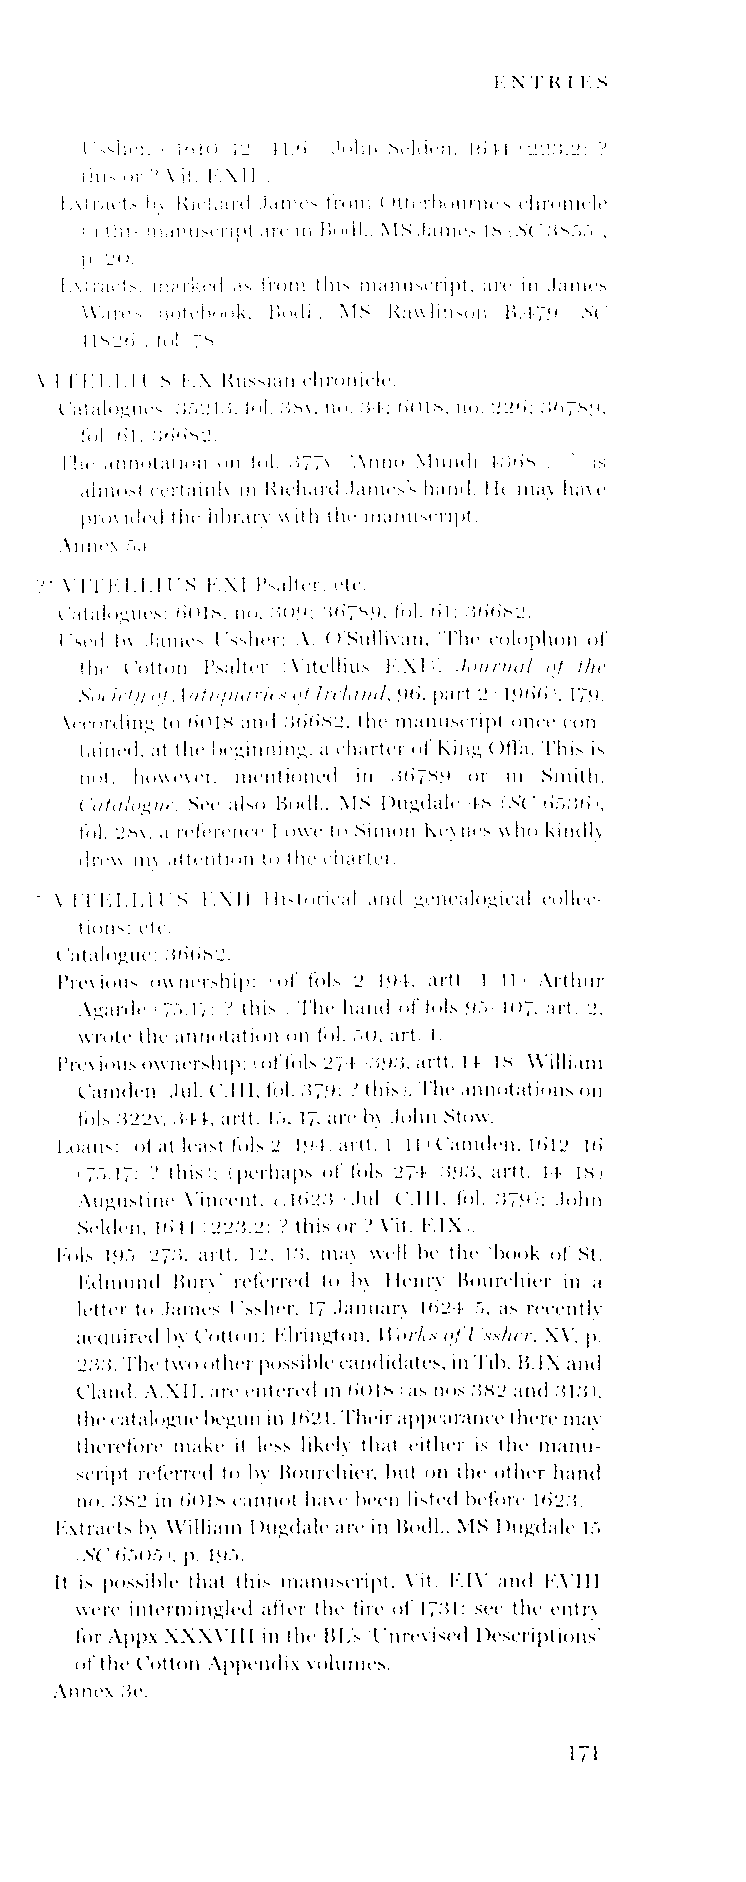 ENTRIES
Ussher, c.1640–42 (41.6); John Selden, 1644 (223.2: ?
this or ? Vit. E.XII).
Extracts by Richard James from Otterbourne's chronicle
in this manuscript are in Bodl., MS James 18 (SC 3855),
p. 20.
Extracts, marked as from this manuscript, are in James
Ware's notebook, Bodl., MS Rawlinson B.479 (SC
11826), fol. 78.
VITELLIUS F.X Russian chronicle.
Catalogues: 35213, fol. 38v, no. 34; 6018, no. 226; 36789,
fol. 61; 36682.
The annotation on fol. 377v ('Anno Mundi 4368 ...') is
almost certainly in Richard James's hand. He may have
provided the library with the manuscript.
Annex 5a.
?* VITELLIUS F.XI Psalter, etc.
Catalogues: 6018, no. 309; 36789, fol. 61; 36682.
Used by James Ussher: A. O'Sullivan, 'The colophon of
the Cotton Psalter (Vitellius F.XI)', Journal of the
Society of Antiquaries of Ireland, 96, part 2 (1966), 179.
According to 6018 and 36682, the manuscript once con-
tained, at the beginning, a charter of King Offa. This is
not, however, mentioned in 36789 or in Smith,
Catalogue. See also Bodl., MS Dugdale 48 (SC 6536),
fol. 28v, a reference I owe to Simon Keynes who kindly
drew my attention to the charter.
* VITELLIUS F.XII Historical and genealogical collec-
tions; etc.
Catalogue: 36682.
Previous ownership: (of fols 2–194, artt. 1–11) Arthur
Agarde (75.17: ? this). The hand of fols 95–107, art. 2,
wrote the annotation on fol. 50, art. 1.
Previous ownership: (of fols 274–393, artt. 14–18) William
Camden (Jul. C.III, fol. 379: ? this). The annotations on
fols 322v, 344, artt. 15, 17, are by John Stow.
Loans: (of at least fols 2–194, artt. 1–11) Camden, 1612–16
(75.17: ? this); (perhaps of fols 274–393, artt. 14–18)
Augustine Vincent, c.1623 (Jul. C.III, fol. 379); John
Selden, 1644 (223.2: ? this or ? Vit. F.IX).
Fols 195–273, artt. 12, 13, may well be the 'book of St.
Edmund Bury' referred to by Henry Bourchier in a
letter to James Ussher, 17 January 1624/5, as recently
acquired by Cotton: Elrington, Works of Ussher, XV, p.
233. The two other possible candidates, in Tib. B.IX and
Claud. A.XII, are entered in 6018 (as nos 382 and 313),
the catalogue begun in 1621. Their appearance there may
therefore make it less likely that either is the manu-
script referred to by Bourchier, but on the other hand
no. 382 in 6018 cannot have been listed before 1623.
Extracts by William Dugdale are in Bodl., MS Dugdale 15
(SC 6505), p. 195.
It is possible that this manuscript, Vit. F.IV and F.VIII
were intermingled after the fire of 1731: see the entry
for Appx XXXVIII in the BL's 'Unrevised Descriptions'
of the Cotton Appendix volumes.
Annex 3e.
171